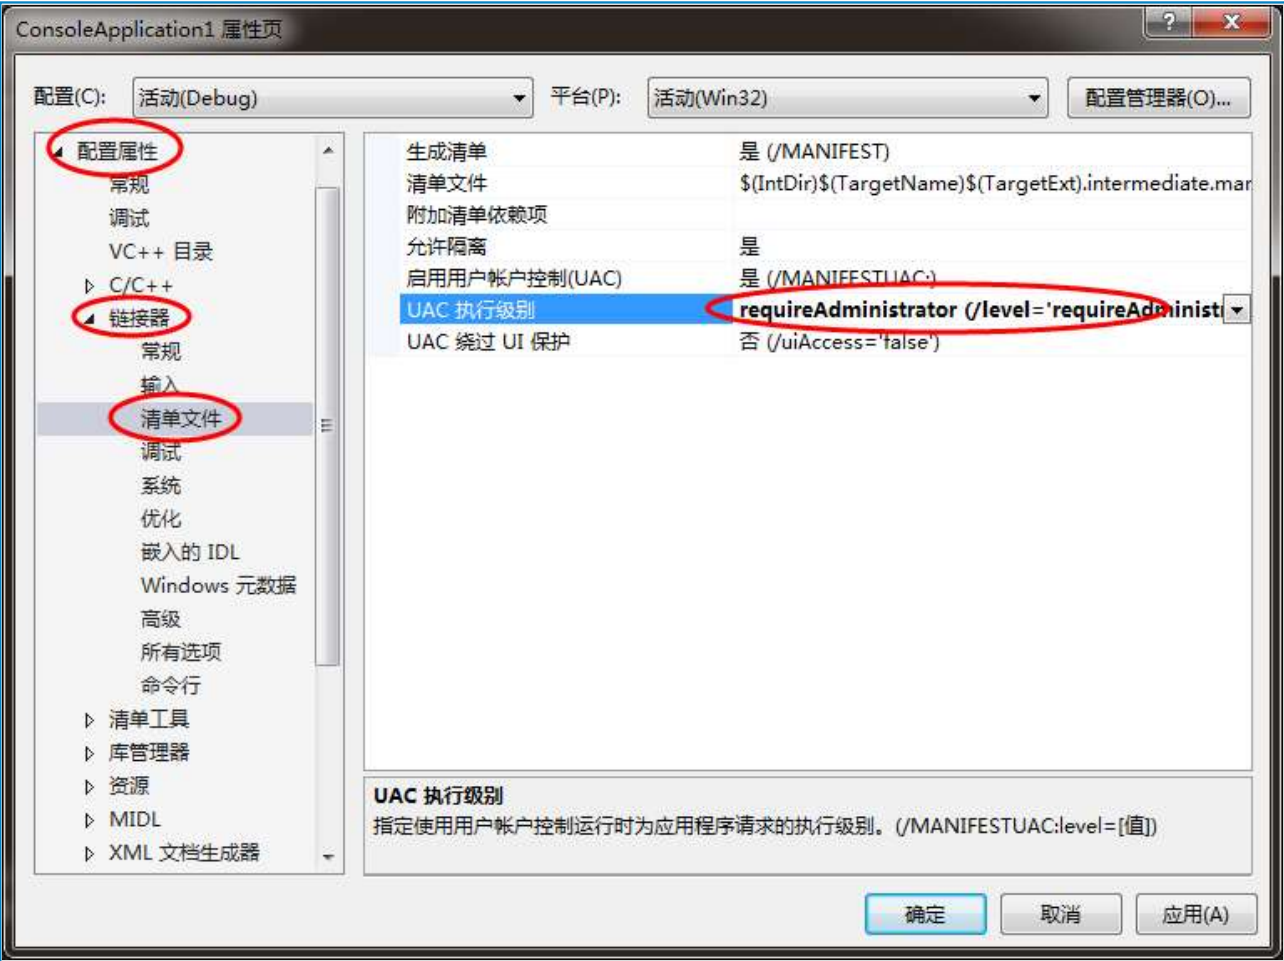 ConsoleApplication1 属性页
配置(C): 活动(Debug) 平台(P): 活动(Win32) 配置管理器(O)...
配置属性
常规
调试
VC++ 目录
C/C++
链接器
常规
输入
清单文件
调试
系统
优化
嵌入的 IDL
Windows 元数据
高级
所有选项
命令行
清单工具
库管理器
资源
MIDL
XML 文档生成器
生成清单 是 (/MANIFEST)
清单文件 $(IntDir)$(TargetName)$(TargetExt).intermediate.mar
附加清单依赖项
允许隔离 是
启用用户帐户控制(UAC) 是 (/MANIFESTUAC:)
UAC 执行级别 requireAdministrator (/level='requireAdministr
UAC 绕过 UI 保护 否 (/uiAccess='false')
UAC 执行级别
指定使用用户帐户控制运行时为应用程序请求的执行级别。(/MANIFESTUAC:level=[值])
确定 取消 应用(A)